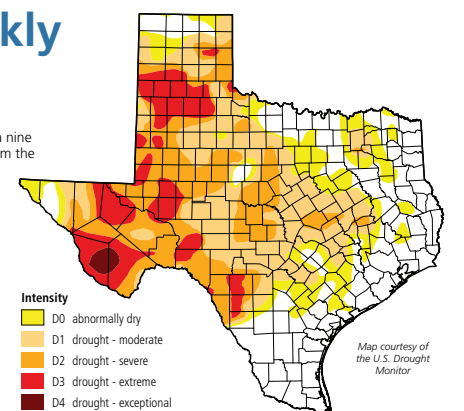 kly
nine
m the
Intensity
D0 abnormally dry
D1 drought - moderate
D2 drought - severe
D3 drought - extreme
D4 drought - exceptional
Map courtesy of
the U.S. Drought
Monitor